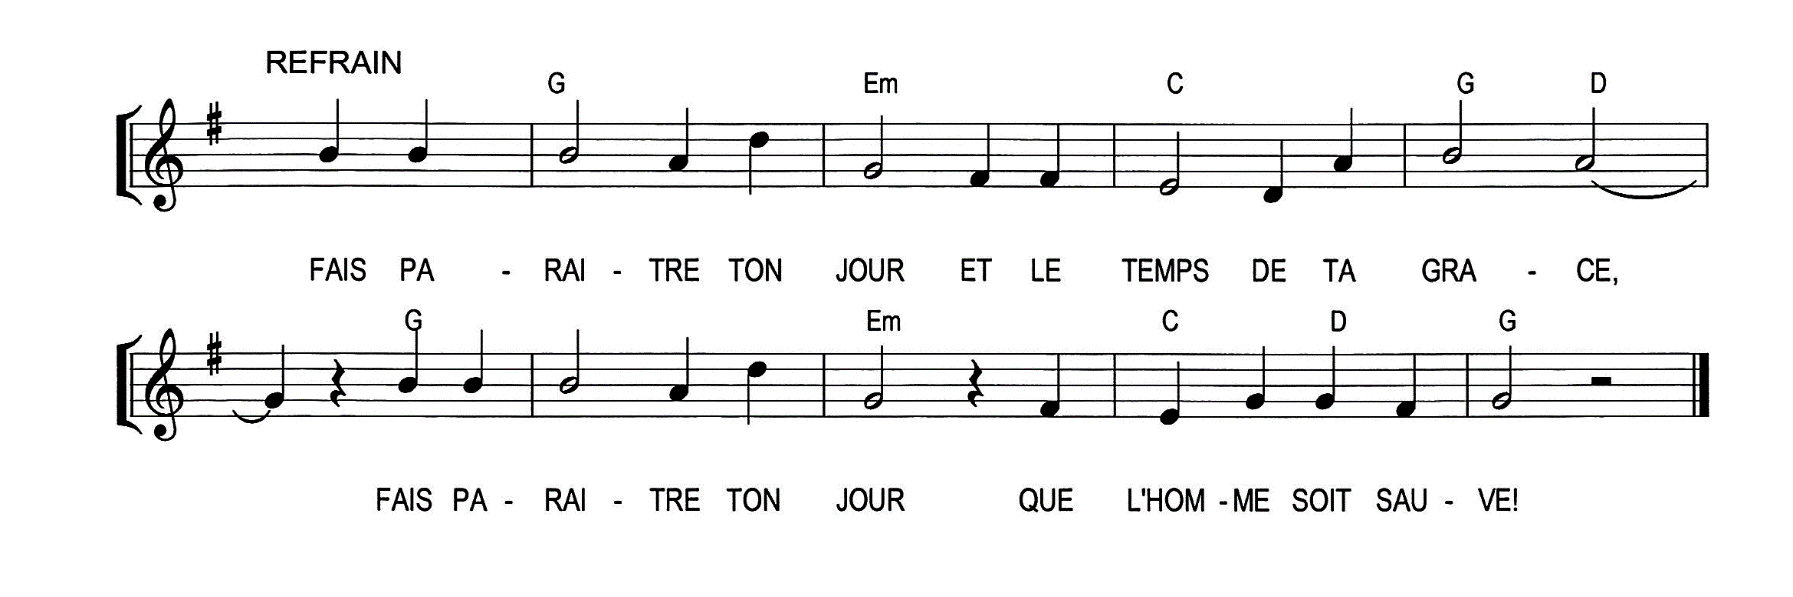 REFRAIN
G Em C G D
FAIS PA - RAI - TRE TON JOUR ET LE TEMPS DE TA GRA - CE,
G Em C D G
FAIS PA - RAI - TRE TON JOUR QUE L'HOM - ME SOIT SAU - VE!